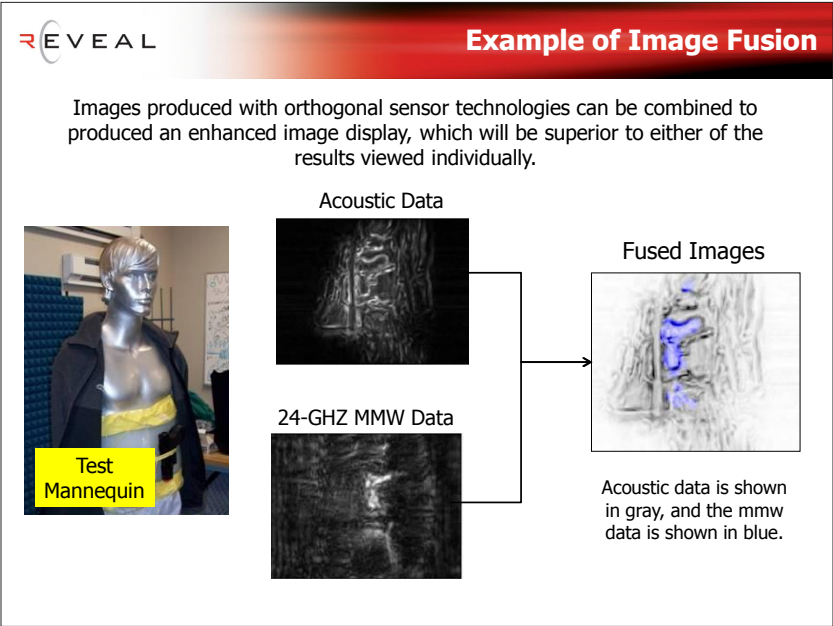 REVEAL
Example of Image Fusion
Images produced with orthogonal sensor technologies can be combined to
produced an enhanced image display, which will be superior to either of the
results viewed individually.
Acoustic Data
Fused Images
24-GHZ MMW Data
Test
Mannequin
Acoustic data is shown
in gray, and the mmw
data is shown in blue.